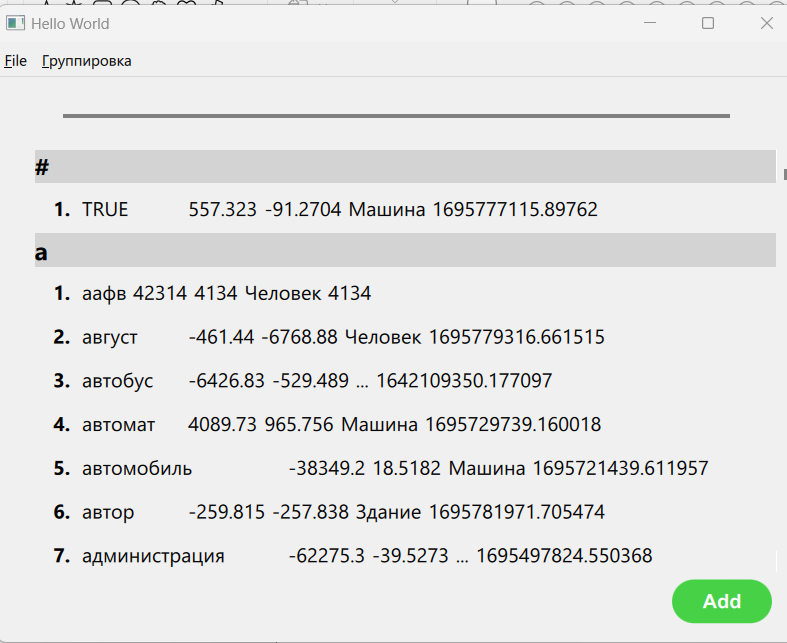 Hello World
File Группировка
#
1. TRUE 557.323 -91.2704 Машина 1695777115.89762
а
1. аафв 42314 4134 Человек 4134
2. август -461.44 -6768.88 Человек 1695779316.661515
3. автобус -6426.83 -529.489 ... 1642109350.177097
4. автомат 4089.73 965.756 Машина 1695729739.160018
5. автомобиль -38349.2 18.5182 Машина 1695721439.611957
6. автор -259.815 -257.838 Здание 1695781971.705474
7. администрация -62275.3 -39.5273 ... 1695497824.550368
Add